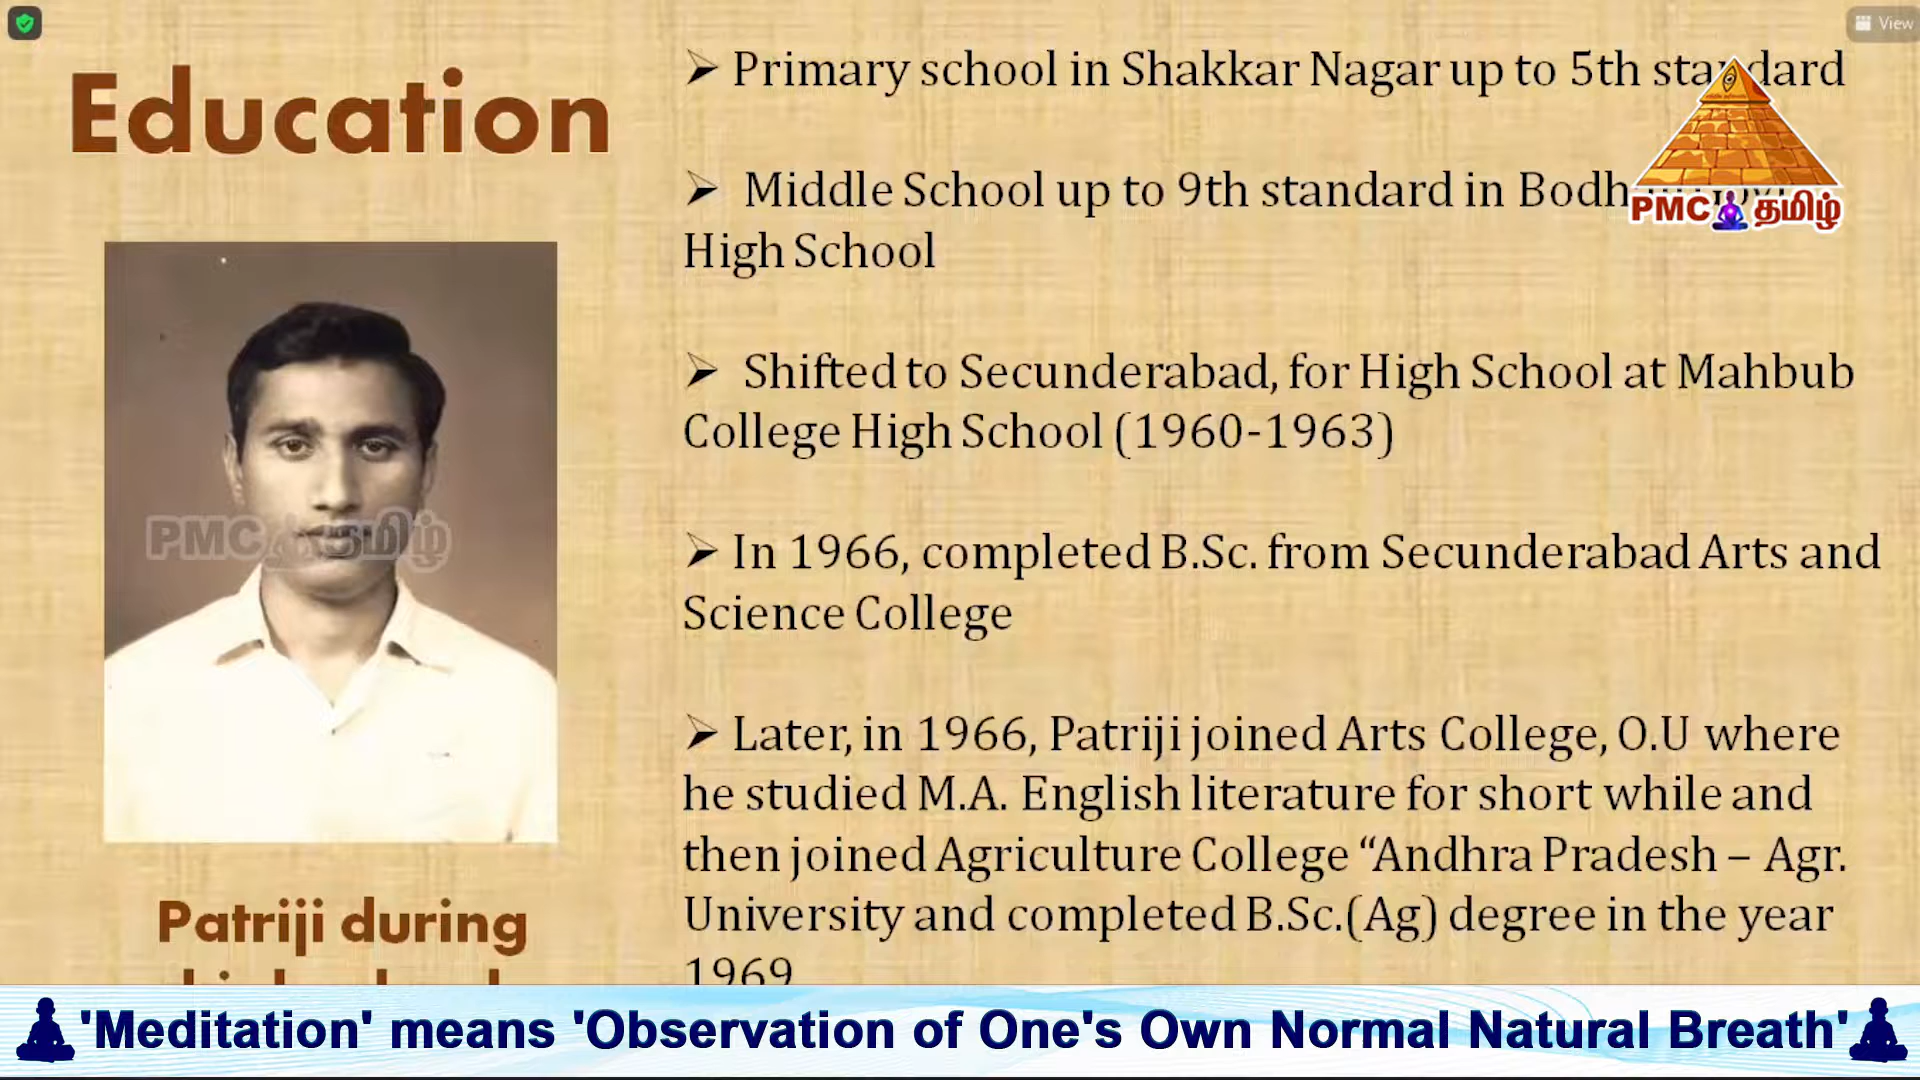 View
Education
➢ Primary school in Shakkar Nagar up to 5th standard
➢ Middle School up to 9th standard in
High School
➢ Shifted to Secunderabad, for High School at Mahbub
College High School (1960-1963)
➢ In 1966, completed B.Sc. from Secunderabad Arts and
Science College
➢ Later, in 1966, Patriji joined Arts College, O.U where
he studied M.A. English literature for short while and
then joined Agriculture College “Andhra Pradesh – Agr.
University and completed B.Sc.(Ag) degree in the year
1969
PMC தமிழ்
PMC தமிழ்
Patriji during
'Meditation' means 'Observation of One's Own Normal Natural Breath'